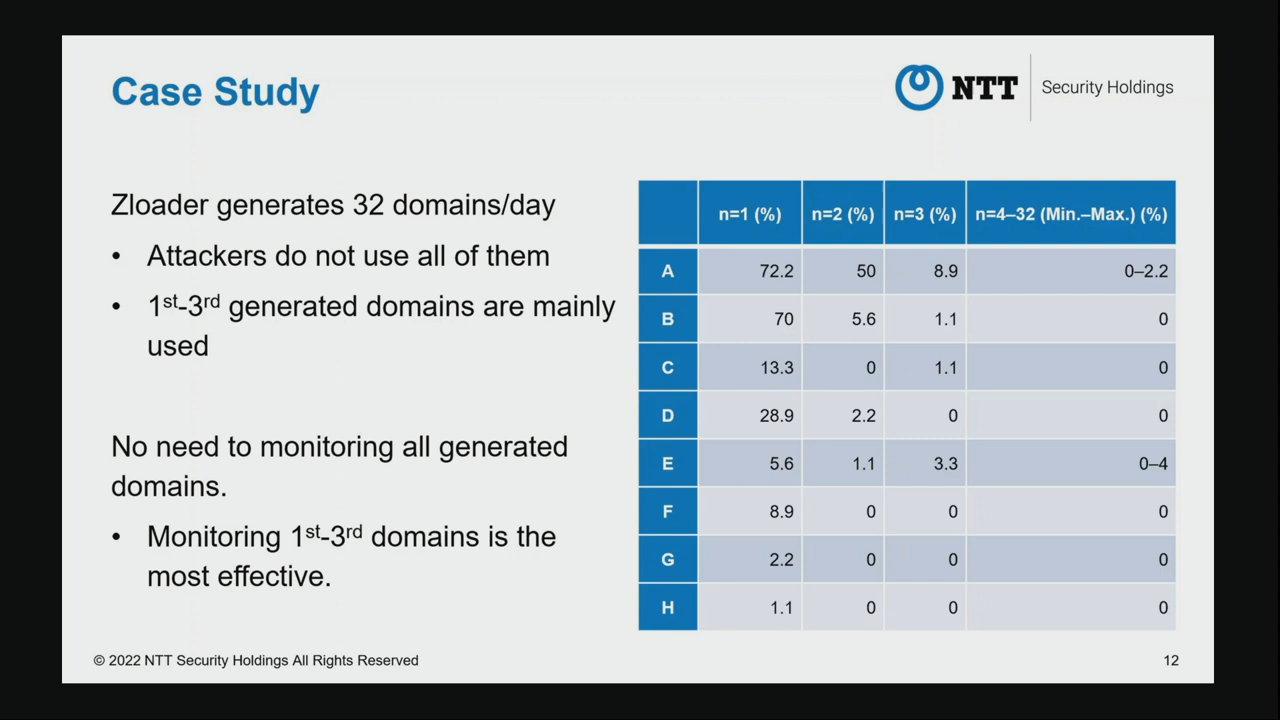 Case Study
NTT
Security Holdings
Zloader generates 32 domains/day
• Attackers do not use all of them
• 1st-3rd generated domains are mainly
used
No need to monitoring all generated
domains.
• Monitoring 1st-3rd domains is the
most effective.
n=1 (%) n=2 (%) n=3 (%) n=4–32 (Min.–Max.) (%)
A 72.2 50 8.9 0–2.2
B 70 5.6 1.1 0
C 13.3 0 1.1 0
D 28.9 2.2 0 0
E 5.6 1.1 3.3 0–4
F 8.9 0 0 0
G 2.2 0 0 0
H 1.1 0 0 0
© 2022 NTT Security Holdings All Rights Reserved
12